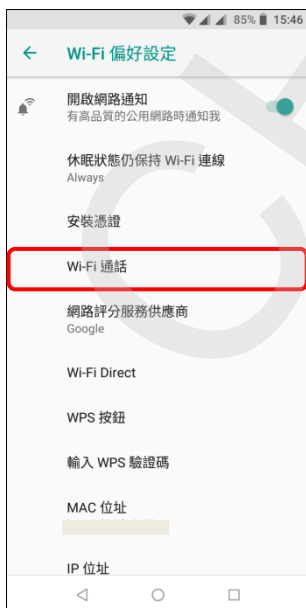 85% 15:46
Wi-Fi 偏好設定
開啟網路通知
有高品質的公用網路時通知我
休眠狀態仍保持 Wi-Fi 連線
Always
安裝憑證
Wi-Fi 通話
網路評分服務供應商
Google
Wi-Fi Direct
WPS 按鈕
輸入 WPS 驗證碼
MAC 位址
IP 位址